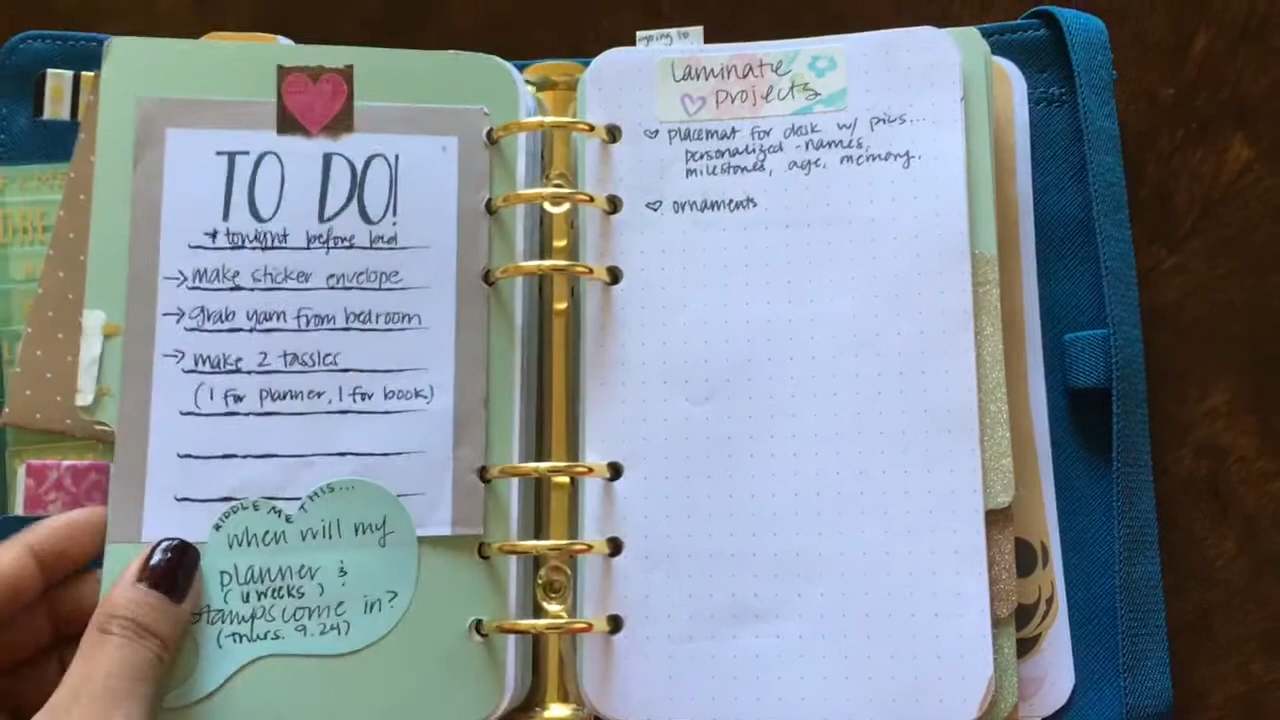 TO DO!
* tonight before bed
→ make sticker envelope
→ grab yarn from bedroom
→ make 2 tassles
(1 for planner, 1 for book)
RIDDLE ME THIS...
when will my
planner &
(4 weeks)
stamps come in?
(thurs. 9.24)
going to
laminate
projects
placemat for desk w/ pics...
personalized - names,
milestones, age, memory.
ornaments